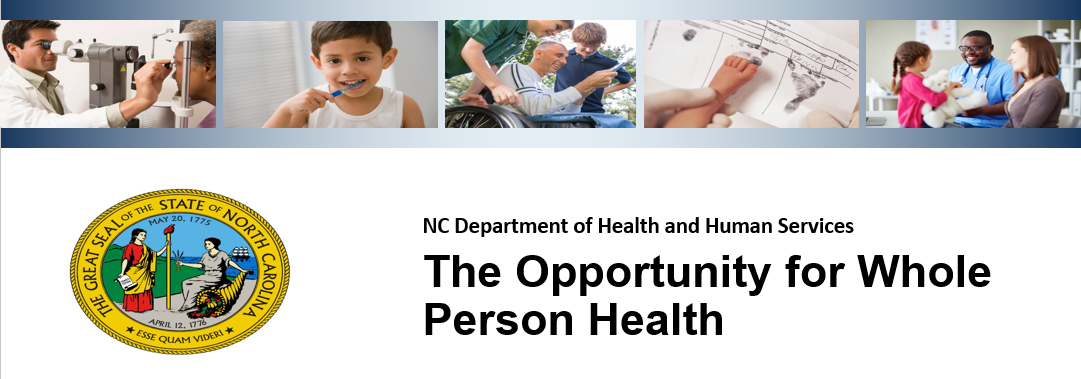 THE GREAT SEAL OF THE STATE OF NORTH CAROLINA
MAY 20, 1775
APRIL 12, 1776
★ ESSE QUAM VIDERI ★
NC Department of Health and Human Services
The Opportunity for Whole
Person Health